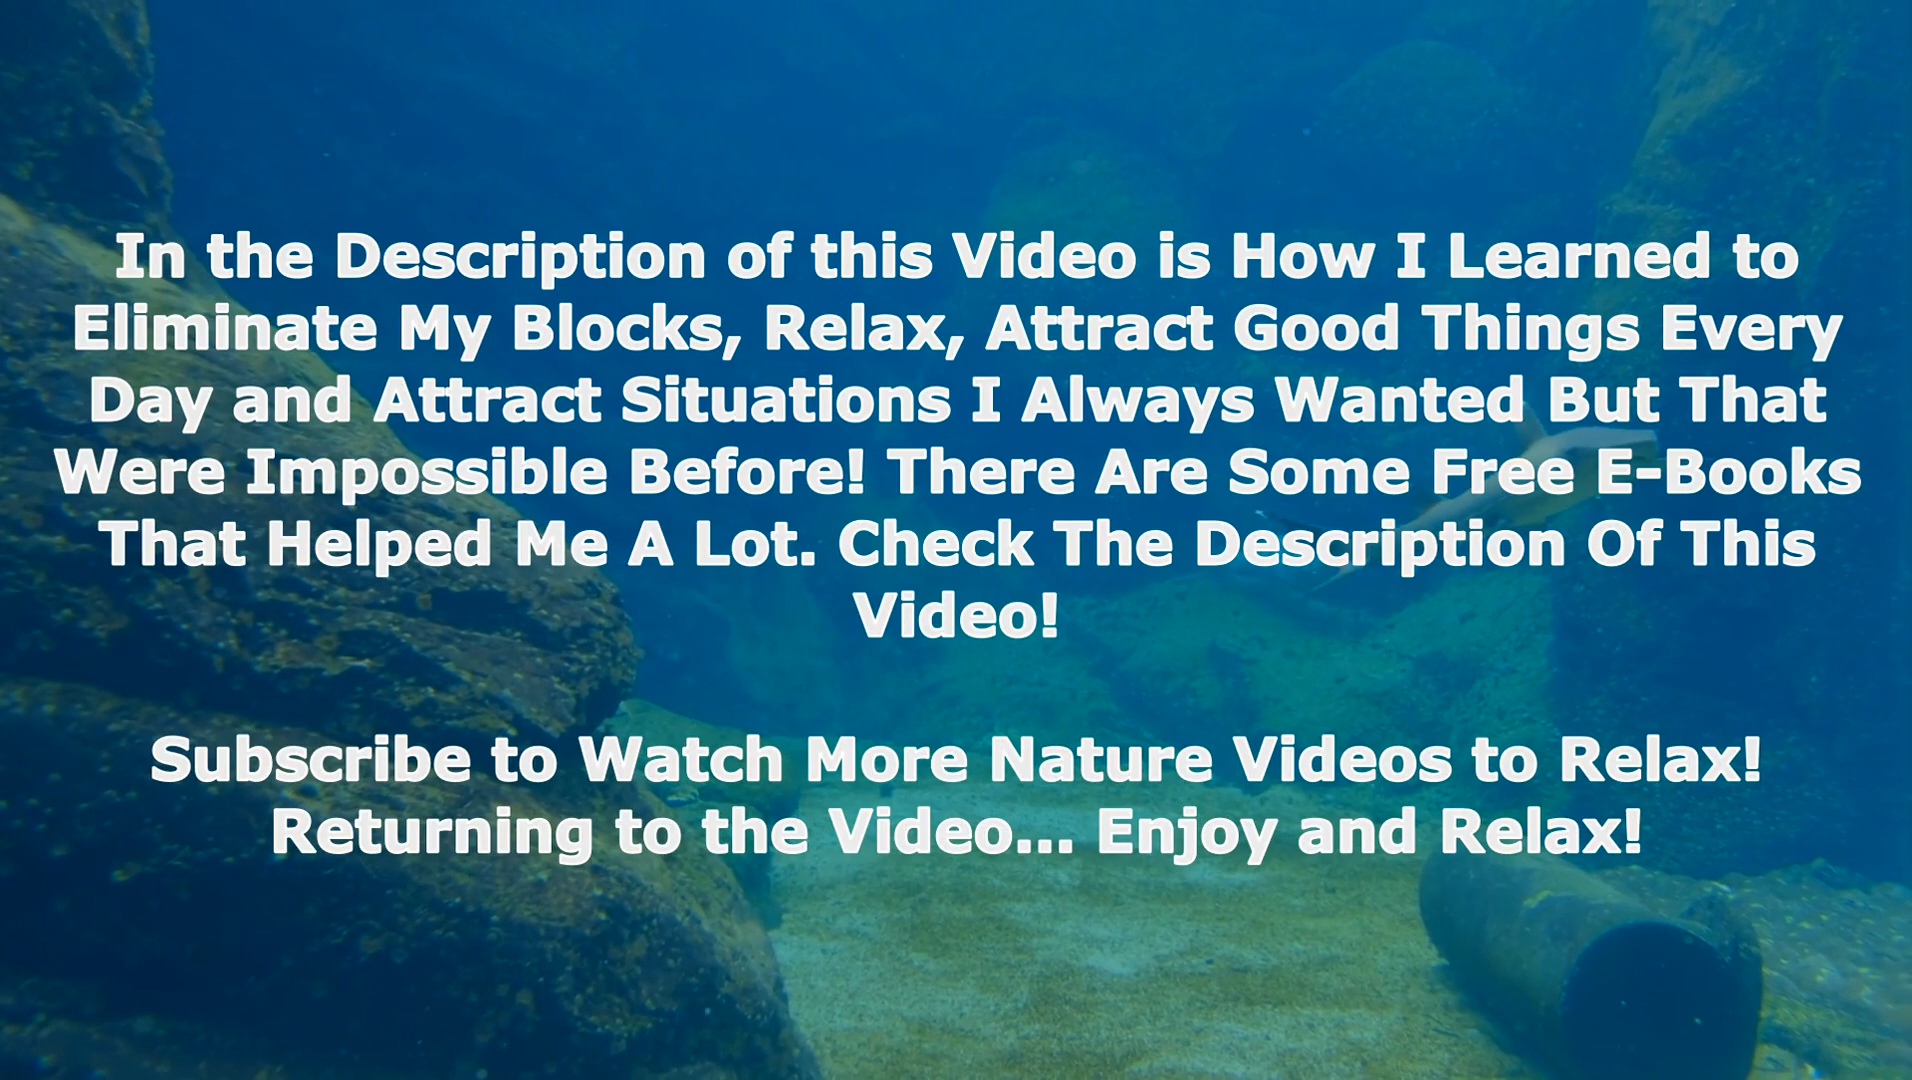 In the Description of this Video is How I Learned to
Eliminate My Blocks, Relax, Attract Good Things Every
Day and Attract Situations I Always Wanted But That
Were Impossible Before! There Are Some Free E-Books
That Helped Me A Lot. Check The Description Of This
Video!
Subscribe to Watch More Nature Videos to Relax!
Returning to the Video... Enjoy and Relax!